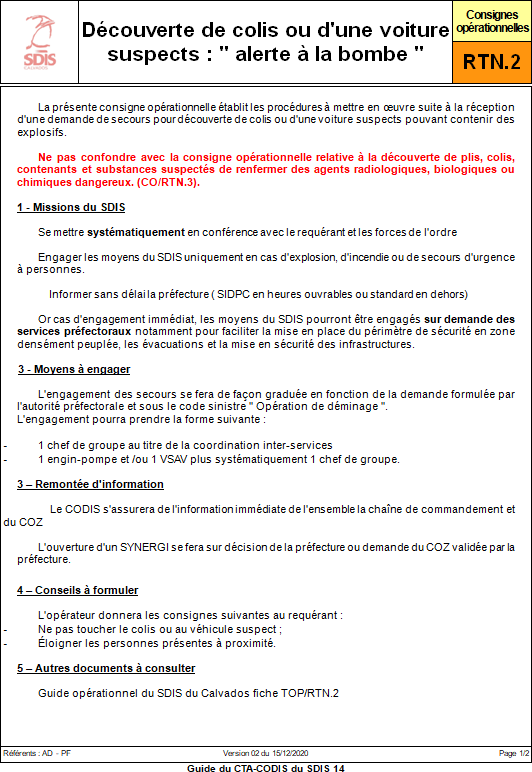 Découverte de colis ou d'une voiture
suspects : " alerte à la bombe "
Consignes
opérationnelles
RTN.2
SDIS
CALVADOS
La présente consigne opérationnelle établit les procédures à mettre en œuvre suite à la réception
d'une demande de secours pour découverte de colis ou d'une voiture suspects pouvant contenir des
explosifs.
Ne pas confondre avec la consigne opérationnelle relative à la découverte de plis, colis,
contenants et substances suspectés de renfermer des agents radiologiques, biologiques ou
chimiques dangereux. (CO/RTN.3).
1 - Missions du SDIS
Se mettre systématiquement en conférence avec le requérant et les forces de l'ordre
Engager les moyens du SDIS uniquement en cas d'explosion, d'incendie ou de secours d'urgence
à personnes.
Informer sans délai la préfecture ( SIDPC en heures ouvrables ou standard en dehors)
Or cas d'engagement immédiat, les moyens du SDIS pourront être engagés sur demande des
services préfectoraux notamment pour faciliter la mise en place du périmètre de sécurité en zone
densément peuplée, les évacuations et la mise en sécurité des infrastructures.
3 - Moyens à engager
L'engagement des secours se fera de façon graduée en fonction de la demande formulée par
l'autorité préfectorale et sous le code sinistre " Opération de déminage ".
L'engagement pourra prendre la forme suivante :
- 1 chef de groupe au titre de la coordination inter-services
- 1 engin-pompe et /ou 1 VSAV plus systématiquement 1 chef de groupe.
3 – Remontée d'information
Le CODIS s'assurera de l'information immédiate de l'ensemble la chaîne de commandement et
du COZ
L'ouverture d'un SYNERGI se fera sur décision de la préfecture ou demande du COZ validée par la
préfecture.
4 – Conseils à formuler
L'opérateur donnera les consignes suivantes au requérant :
- Ne pas toucher le colis ou au véhicule suspect ;
- Éloigner les personnes présentes à proximité.
5 – Autres documents à consulter
Guide opérationnel du SDIS du Calvados fiche TOP/RTN.2
Référents : AD - PF Version 02 du 15/12/2020 Page 1/2
Guide du CTA-CODIS du SDIS 14